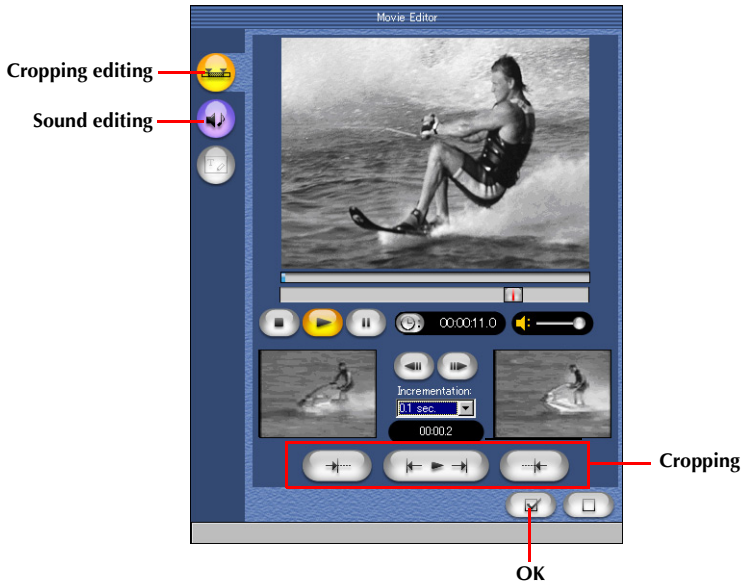 Movie Editor
Cropping editing
Sound editing
T
00:00:11.0
Incrementation:
0.1 sec.
00:00.2
Cropping
OK